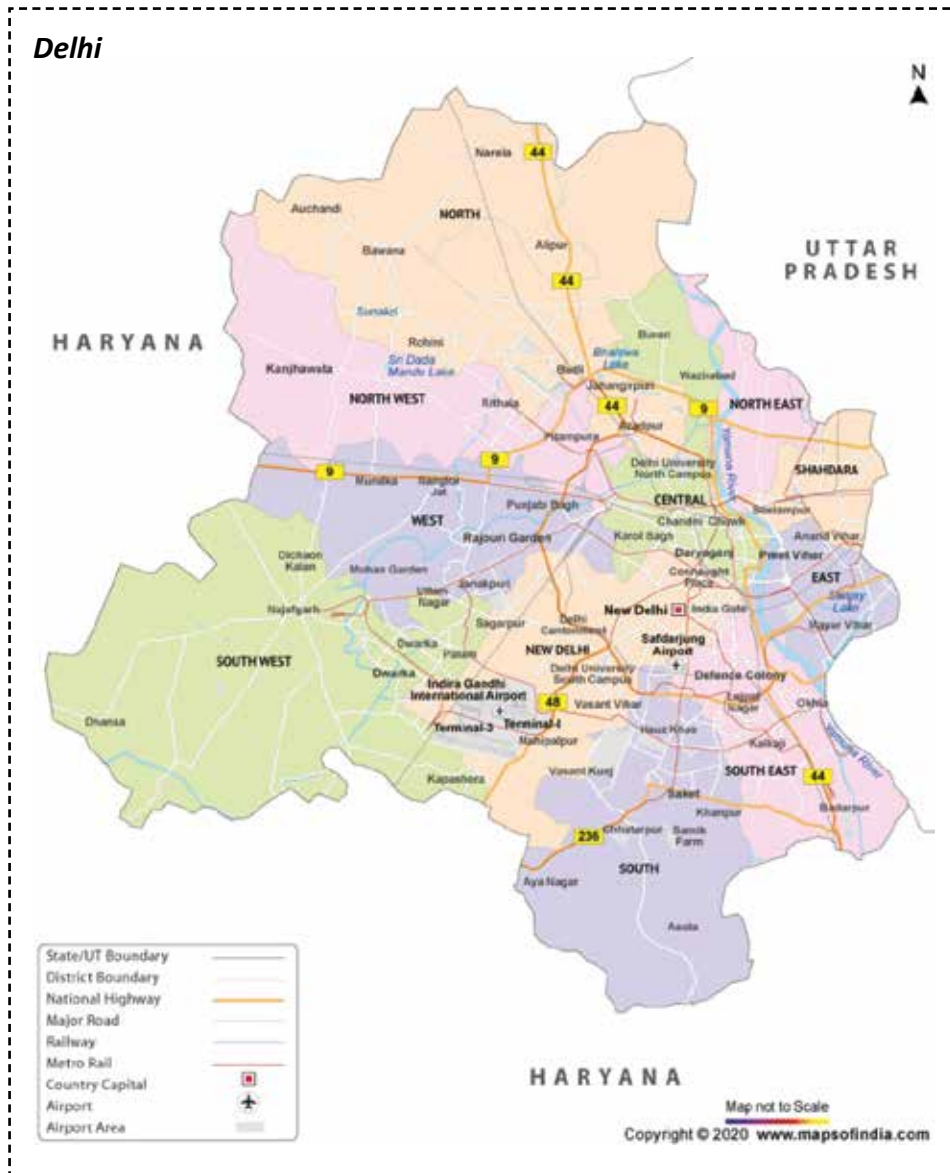 Delhi
N
Narela
44
Auchandi
NORTH
Bawana
Alipur
UTTAR
PRADESH
44
HARYANA
Burari
Rohini
Bhalswa
Lake
Kanjhawala
Sri Dada
Badli
Wazirabad
NORTH WEST
Jahangirpuri
Rithala
44
9
NORTH EAST
Azadpur
Pitampura
Yamuna River
9
9
Delhi University
North Campus
SHAHDARA
Mundka
Nangloi
Jat
Punjabi Bagh
CENTRAL
Seelampur
WEST
Chandni Chowk
Rajouri Garden
Karol Bagh
Anand Vihar
Dichaon
Kalan
Daryaganj
Preet Vihar
Mohan Garden
Connaught
Place
EAST
Janakpuri
Uttam
Nagar
Sanjay
Lake
Najafgarh
New Delhi
India Gate
Sagarpur
Delhi
Cantonment
Mayur Vihar
Dwarka
Palam
NEW DELHI
Safdarjung
Airport
SOUTH WEST
Dwarka
Delhi University
South Campus
Defence Colony
Indira Gandhi
International Airport
48
Vasant Vihar
Lajpat
Nagar
Okhla
Dhansa
Terminal-3
Terminal-I
Hauz Khas
Mahipalpur
Kalkaji
Yamuna River
Kapashera
Vasant Kunj
SOUTH EAST
44
Saket
Khanpur
Badarpur
236
Chhatarpur
Sainik
Farm
SOUTH
Aya Nagar
Asola
State/UT Boundary
District Boundary
National Highway
Major Road
Railway
Metro Rail
Country Capital
Airport
Airport Area
HARYANA
Map not to Scale
Copyright © 2020 www.mapsofindia.com